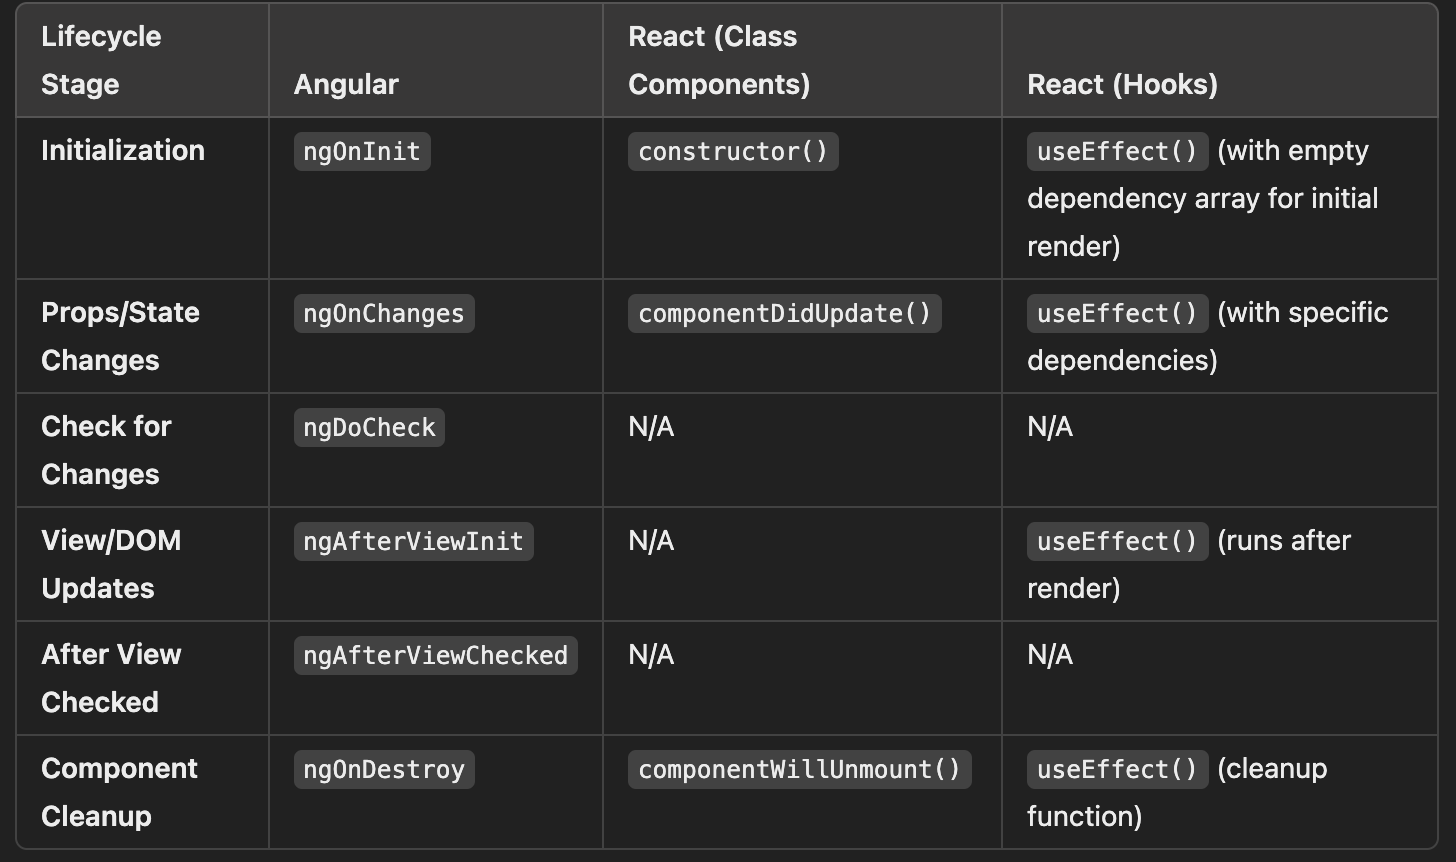 Lifecycle
Stage
Angular
React (Class
Components)
React (Hooks)
Initialization
ngOnInit
constructor()
useEffect() (with empty
dependency array for initial
render)
Props/State
Changes
ngOnChanges
componentDidUpdate()
useEffect() (with specific
dependencies)
Check for
Changes
ngDoCheck
N/A
N/A
View/DOM
Updates
ngAfterViewInit
N/A
useEffect() (runs after
render)
After View
Checked
ngAfterViewChecked
N/A
N/A
Component
Cleanup
ngOnDestroy
componentWillUnmount()
useEffect() (cleanup
function)